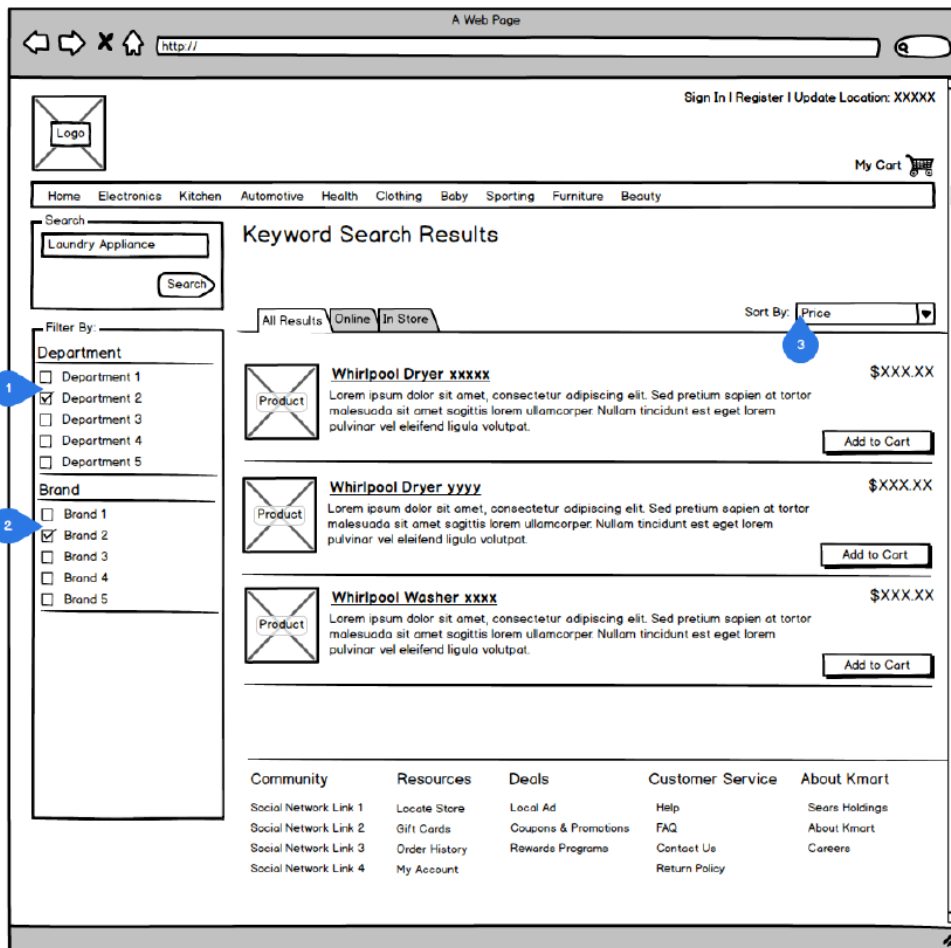 A Web Page
http://
Sign In | Register | Update Location: XXXXX
Logo
My Cart
Home Electronics Kitchen Automotive Health Clothing Baby Sporting Furniture Beauty
Search
Laundry Appliance
Search
Keyword Search Results
All Results Online In Store
Sort By: Price
3
Filter By:
Department
1
Department 1
Department 2
Department 3
Department 4
Department 5
Brand
2
Brand 1
Brand 2
Brand 3
Brand 4
Brand 5
Product
Whirlpool Dryer xxxxx
$XXX.XX
Lorem ipsum dolor sit amet, consectetur adipiscing elit. Sed pretium sapien at tortor
malesuada sit amet sagittis lorem ullamcorper. Nullam tincidunt est eget lorem
pulvinar vel eleifend ligula volutpat.
Add to Cart
Product
Whirlpool Dryer yyyy
$XXX.XX
Lorem ipsum dolor sit amet, consectetur adipiscing elit. Sed pretium sapien at tortor
malesuada sit amet sagittis lorem ullamcorper. Nullam tincidunt est eget lorem
pulvinar vel eleifend ligula volutpat.
Add to Cart
Product
Whirlpool Washer xxxx
$XXX.XX
Lorem ipsum dolor sit amet, consectetur adipiscing elit. Sed pretium sapien at tortor
malesuada sit amet sagittis lorem ullamcorper. Nullam tincidunt est eget lorem
pulvinar vel eleifend ligula volutpat.
Add to Cart
Community
Social Network Link 1
Social Network Link 2
Social Network Link 3
Social Network Link 4
Resources
Locate Store
Gift Cards
Order History
My Account
Deals
Local Ad
Coupons & Promotions
Rewards Programs
Customer Service
Help
FAQ
Contact Us
Return Policy
About Kmart
Sears Holdings
About Kmart
Careers